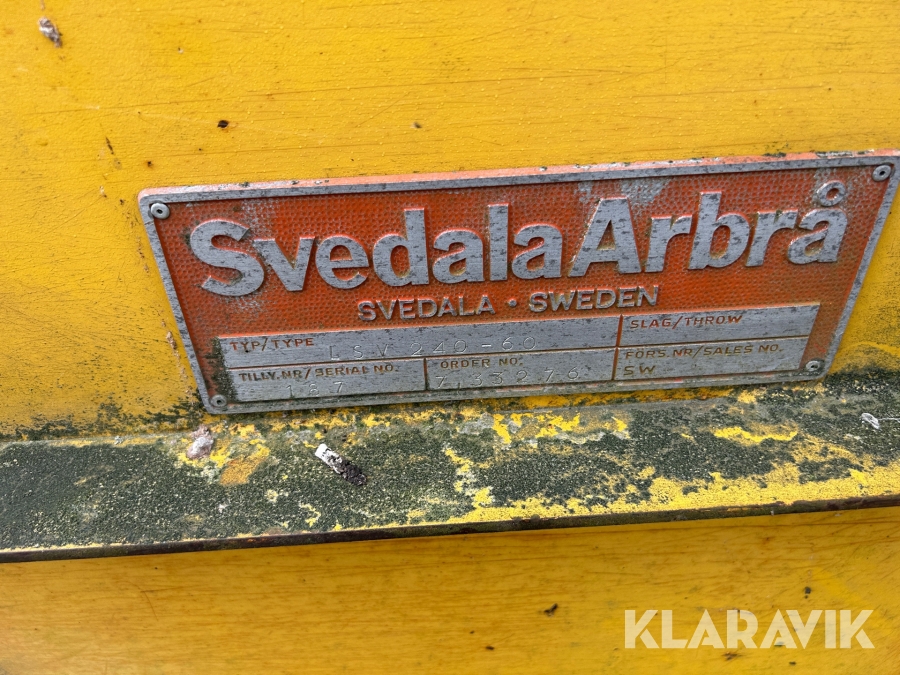 SvedalaArbrå
SVEDALA • SWEDEN
TYP/TYPE LSV 240-60
SLAG/THROW
TILLV.NR/SERIAL NO. 187
ORDER NO. 733276
FÖRS.NR/SALES NO. SW
KLARAVIK